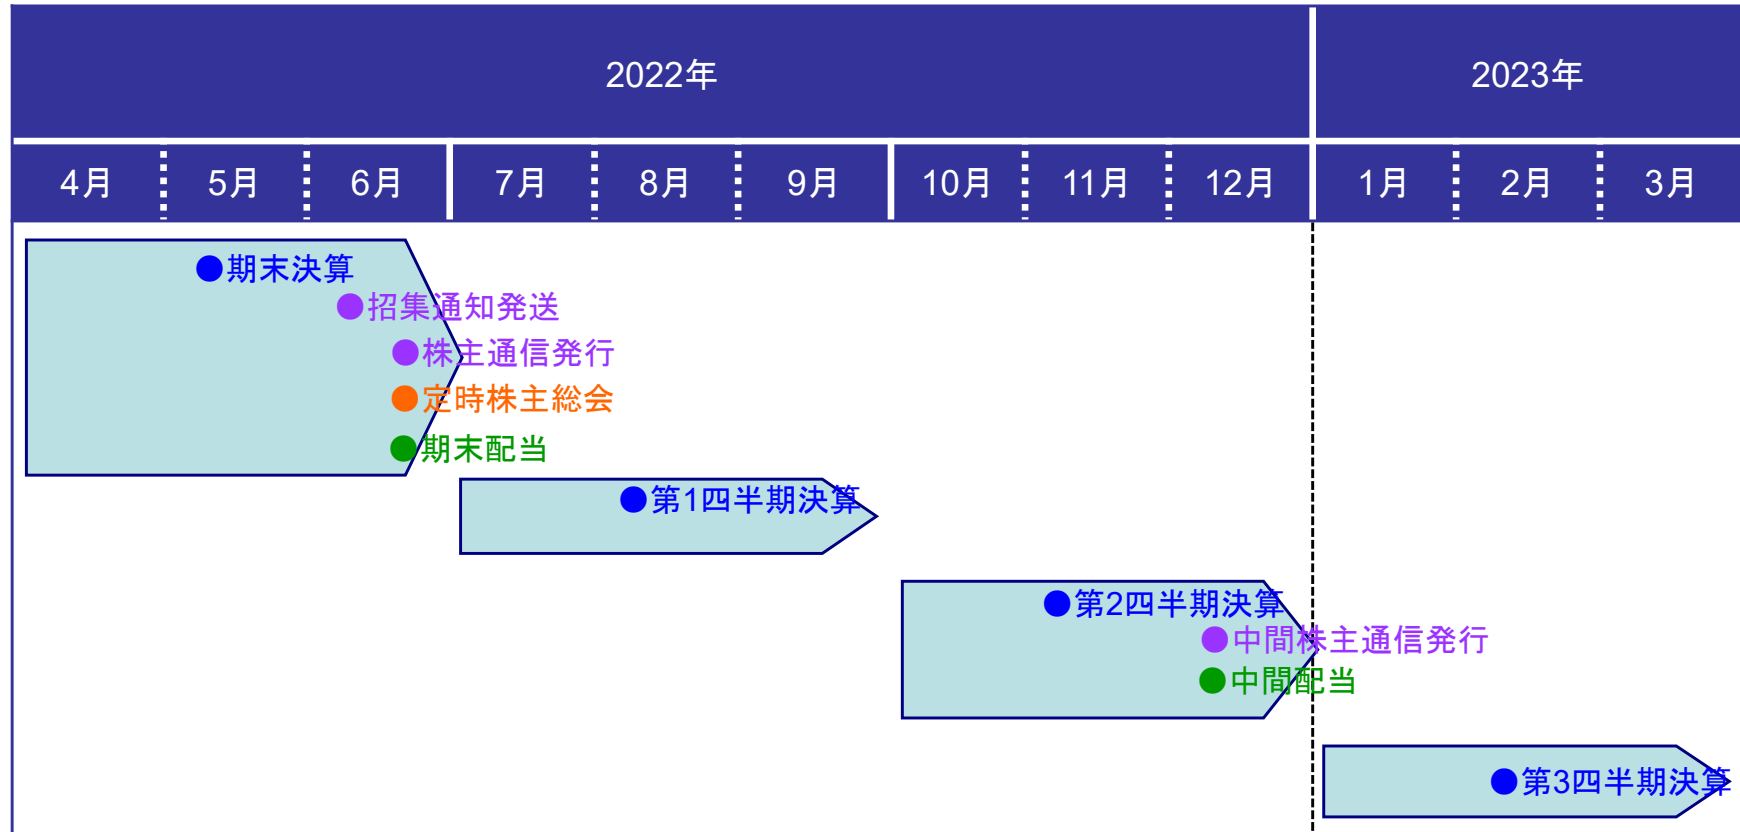 2022年 2023年
4月 5月 6月 7月 8月 9月 10月 11月 12月 1月 2月 3月
●期末決算
●招集通知発送
●株主通信発行
●定時株主総会
●期末配当
●第1四半期決算
●第2四半期決算
●中間株主通信発行
●中間配当
●第3四半期決算